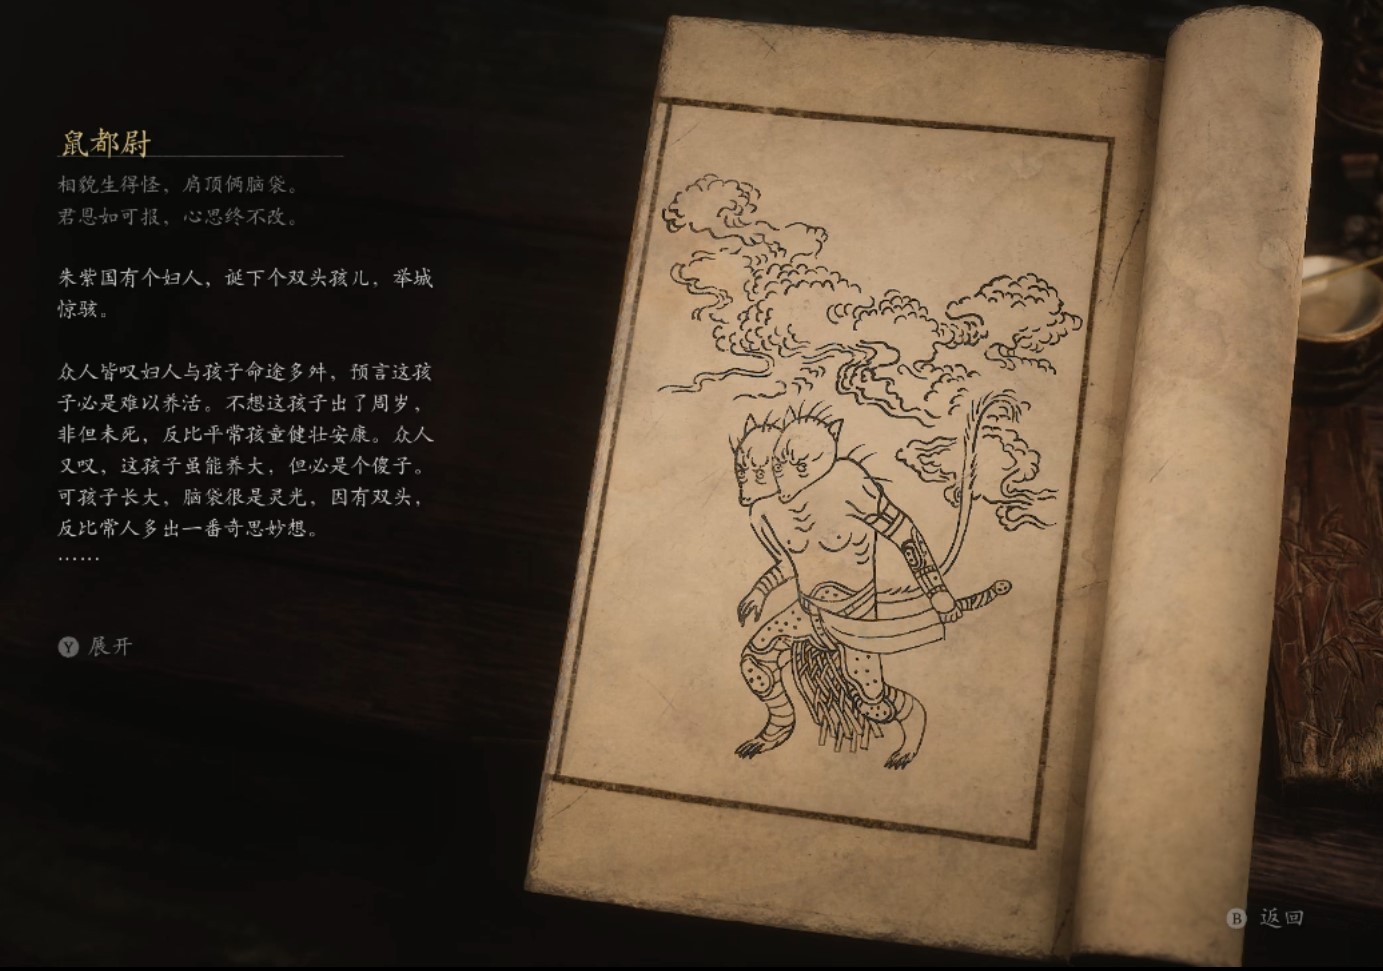 鼠都尉
相貌生得怪，肩顶俩脑袋。
君恩如可报，心思终不改。
朱紫国有个妇人，诞下个双头孩儿，举城
惊骇。
众人皆叹妇人与孩子命途多舛，预言这孩
子必是难以养活。不想这孩子出了周岁，
非但未死，反比平常孩童健壮安康。众人
又叹，这孩子虽能养大，但必是个傻子。
可孩子长大，脑袋很是灵光，因有双头，
反比常人多出一番奇思妙想。
……
Y 展开
B 返回